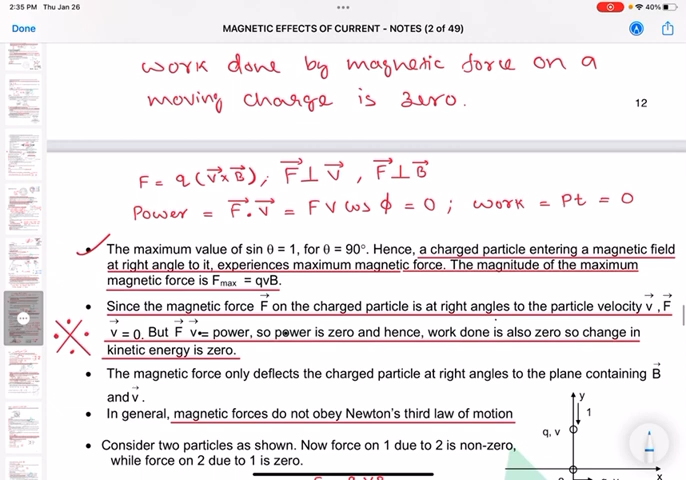 2:35 PM Thu Jan 26
40%
Done
MAGNETIC EFFECTS OF CURRENT - NOTES (2 of 49)
work done by magnetic force on a
moving charge is zero.
12
F = q(v⃗×B⃗); F⃗⊥v⃗, F⃗⊥B⃗
Power = F⃗.v⃗ = FV cos ϕ = 0 ; work = Pt = 0
The maximum value of sin θ = 1, for θ = 90°. Hence, a charged particle entering a magnetic field
at right angle to it, experiences maximum magnetic force. The magnitude of the maximum
magnetic force is Fmax = qvB.
• Since the magnetic force F⃗ on the charged particle is at right angles to the particle velocity v⃗, F⃗
v⃗ = 0. But F⃗ v⃗ = power, so power is zero and hence, work done is also zero so change in
kinetic energy is zero.
• The magnetic force only deflects the charged particle at right angles to the plane containing B⃗
and v⃗.
• In general, magnetic forces do not obey Newton's third law of motion
• Consider two particles as shown. Now force on 1 due to 2 is non-zero,
while force on 2 due to 1 is zero.
y
1
q, v
x